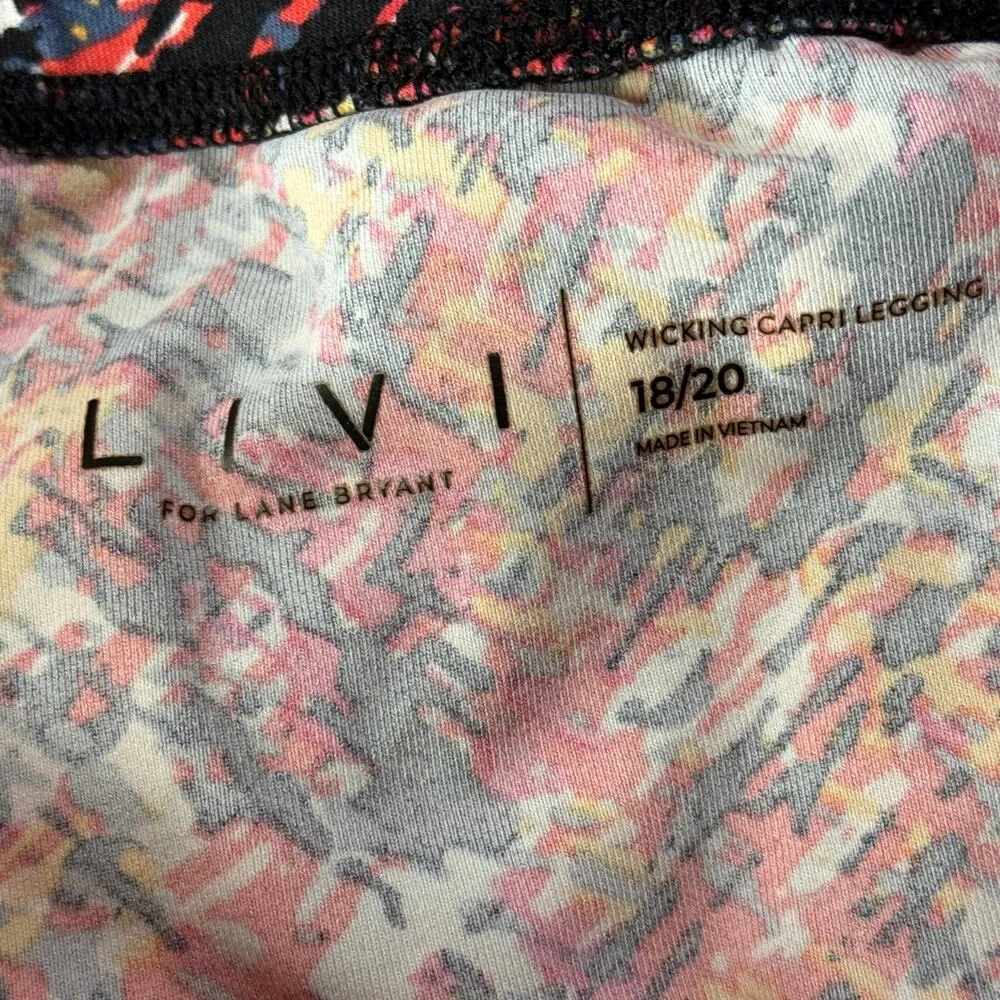 LIVI
FOR LANE BRYANT
WICKING CAPRI LEGGING
18/20
MADE IN VIETNAM